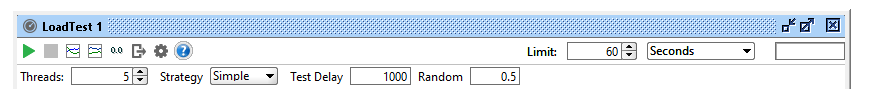 LoadTest 1
0.0 ? Limit: 60 Seconds
Threads: 5 Strategy Simple Test Delay 1000 Random 0.5